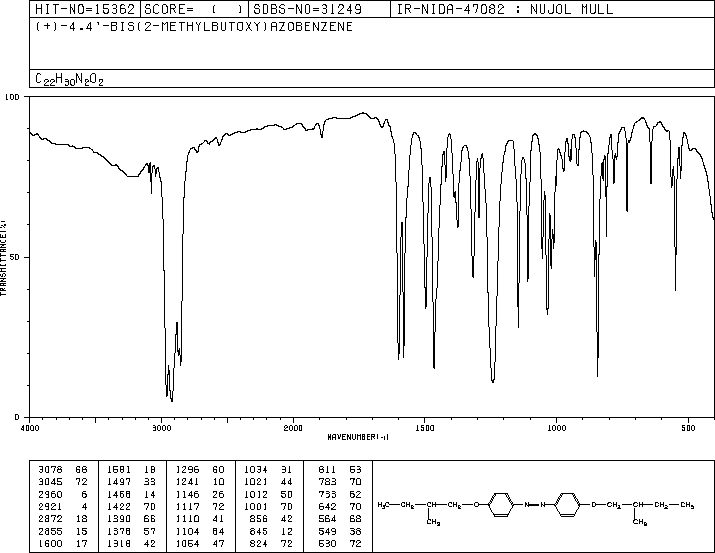 HIT-NO=15362 SCORE= ( ) SDBS-NO=31249 IR-NIDA-47082 : NUJOL MULL
(+)-4,4'-BIS(2-METHYLBUTOXY)AZOBENZENE
C22H30N2O2
100
50
0
TRANSMITTANCE(%)
4000 3000 2000 1500 1000 500
WAVENUMBER(-1)
3078 68 1581 18 1296 60 1034 31 811 53
3045 72 1497 33 1241 10 1021 44 783 70
2960 6 1468 14 1146 26 1012 50 733 62
2921 4 1422 70 1117 72 1001 70 642 70
2872 18 1390 66 1110 41 856 42 564 68
2855 15 1378 57 1104 84 845 12 549 38
1600 17 1318 42 1054 47 824 72 530 72
H3C—CH2 CH—CH2—O N=N O—CH2—CH—CH2—CH3
CH3 CH3